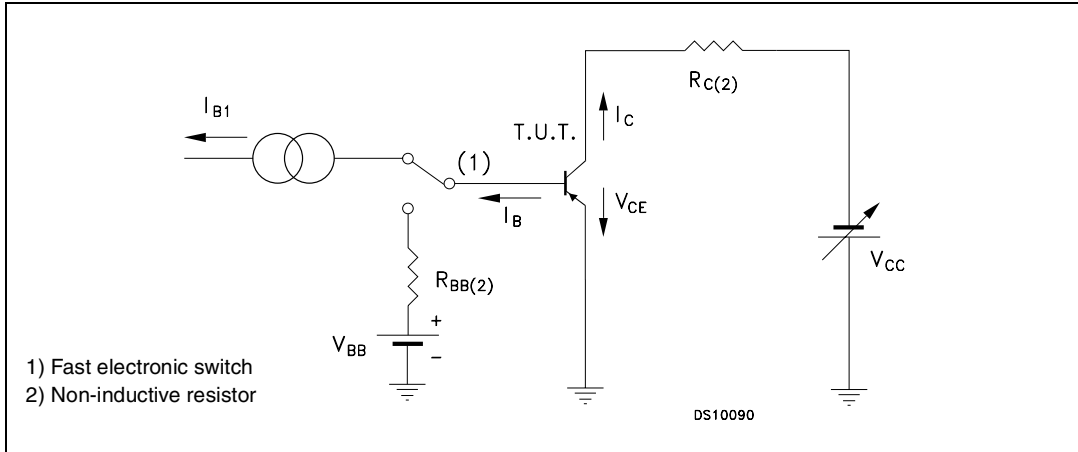 I_B1
R_C(2)
I_C
T.U.T.
(1)
V_CE
I_B
V_CC
R_BB(2)
+
V_BB
−
1) Fast electronic switch
2) Non-inductive resistor
DS10090